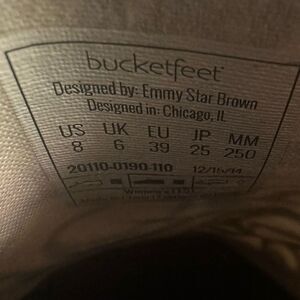 bucketfeet
Designed by: Emmy Star Brown
Designed in: Chicago, IL
US UK EU JP MM
8 6 39 25 250
20110-0190-110 12/15/14